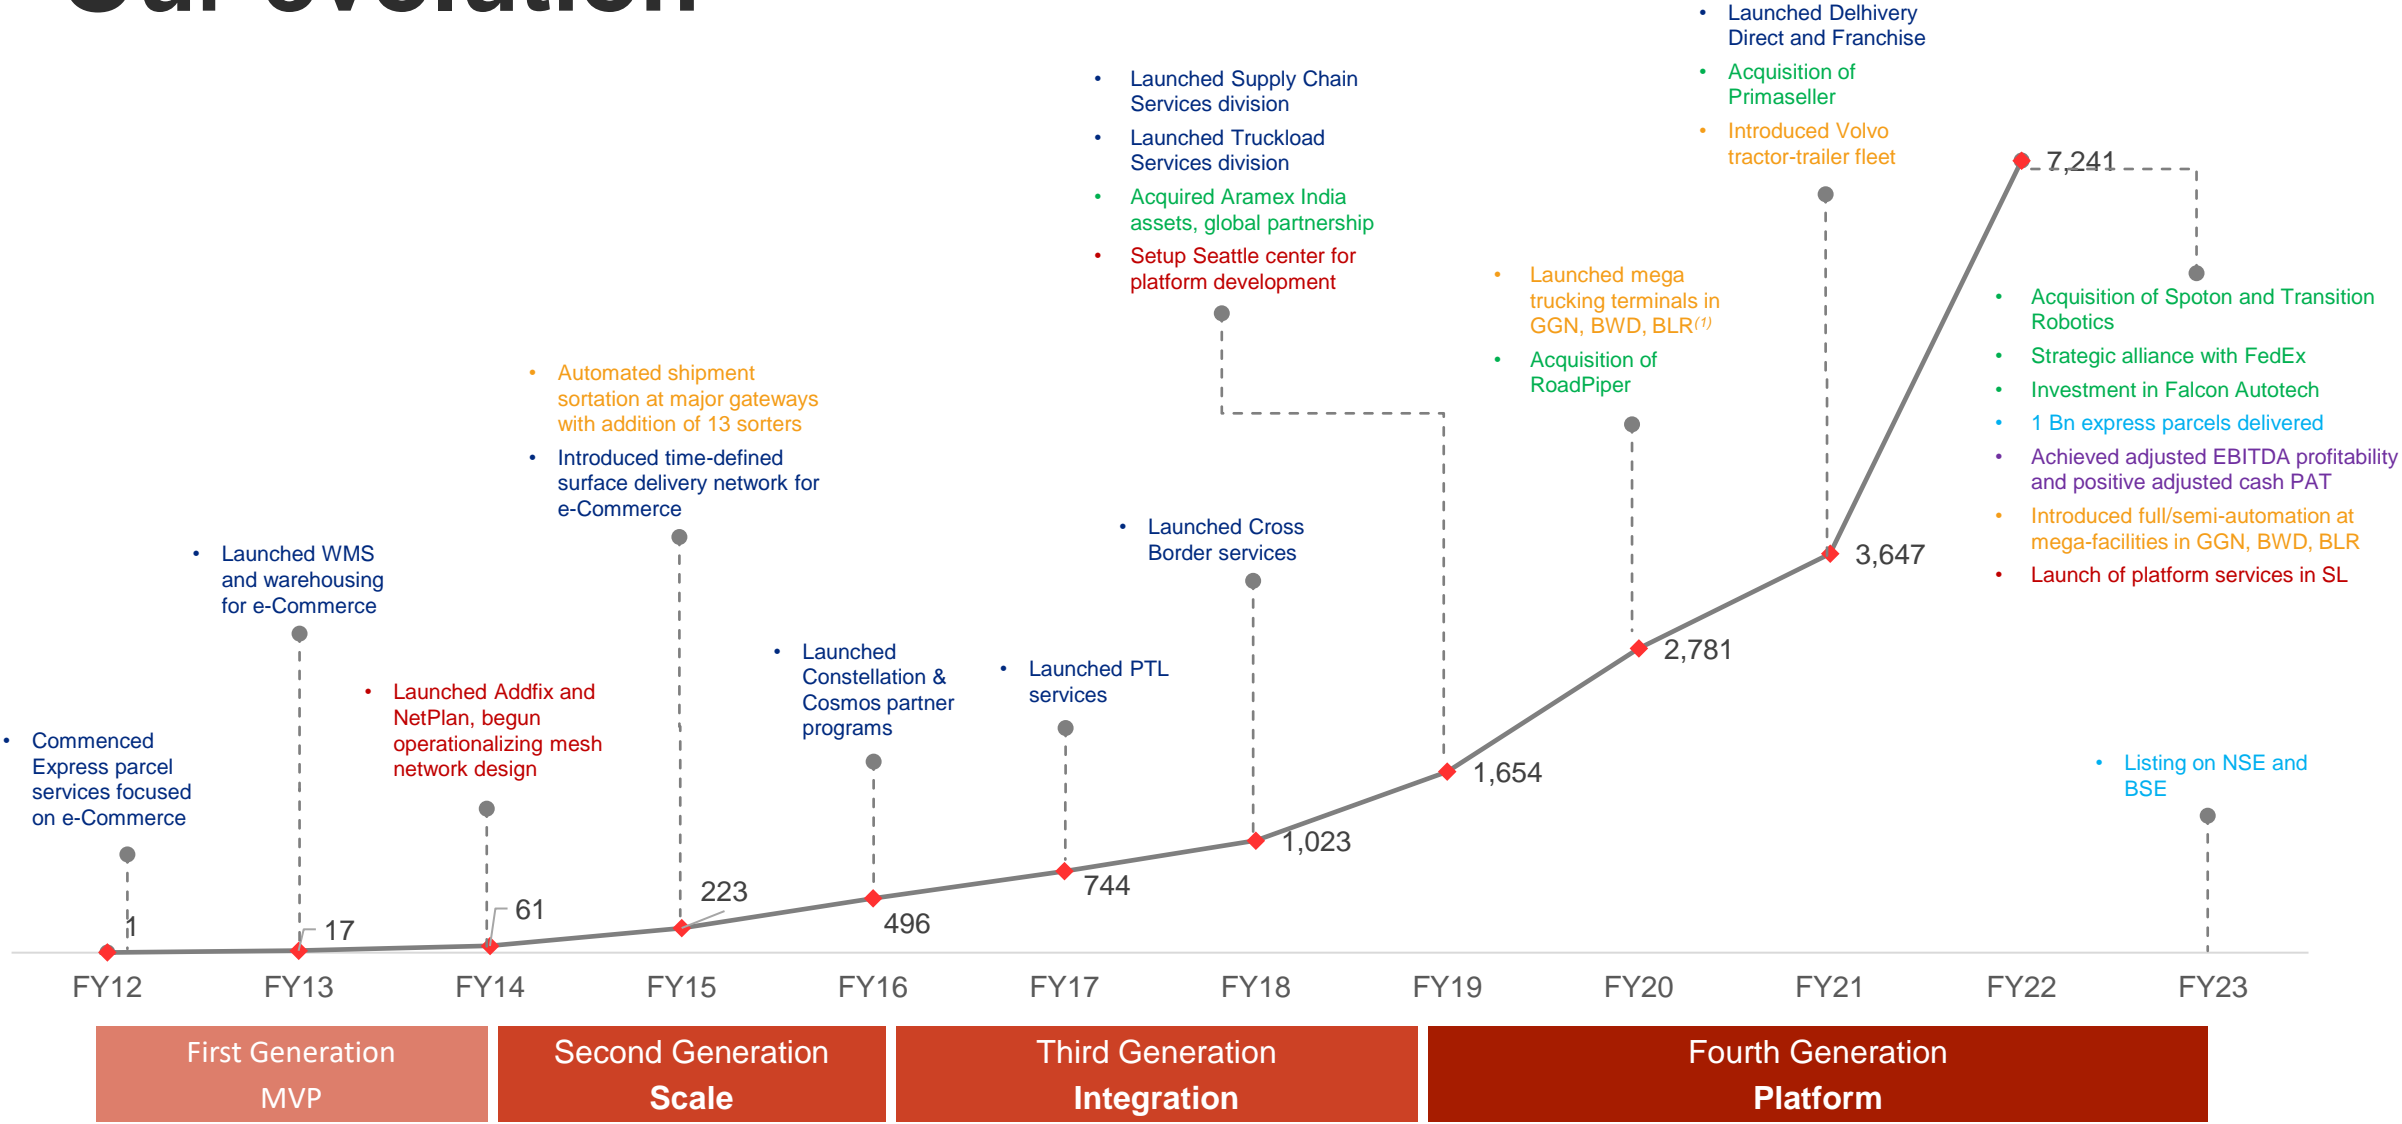 Our evolution
• Launched Delhivery
Direct and Franchise
• Acquisition of
Primaseller
• Introduced Volvo
tractor-trailer fleet
• Launched Supply Chain
Services division
• Launched Truckload
Services division
• Acquired Aramex India
assets, global partnership
• Setup Seattle center for
platform development
7,241
• Launched mega
trucking terminals in
GGN, BWD, BLR(1)
• Acquisition of
RoadPiper
• Acquisition of Spoton and Transition
Robotics
• Strategic alliance with FedEx
• Investment in Falcon Autotech
• 1 Bn express parcels delivered
• Achieved adjusted EBITDA profitability
and positive adjusted cash PAT
• Introduced full/semi-automation at
mega-facilities in GGN, BWD, BLR
• Launch of platform services in SL
• Automated shipment
sortation at major gateways
with addition of 13 sorters
• Introduced time-defined
surface delivery network for
e-Commerce
• Launched Cross
Border services
• Launched WMS
and warehousing
for e-Commerce
3,647
• Launched
Constellation &
Cosmos partner
programs
• Launched PTL
services
2,781
• Launched Addfix and
NetPlan, begun
operationalizing mesh
network design
• Commenced
Express parcel
services focused
on e-Commerce
• Listing on NSE and
BSE
1,654
1,023
744
223
496
61
17
1
FY12 FY13 FY14 FY15 FY16 FY17 FY18 FY19 FY20 FY21 FY22 FY23
First Generation
MVP
Second Generation
Scale
Third Generation
Integration
Fourth Generation
Platform